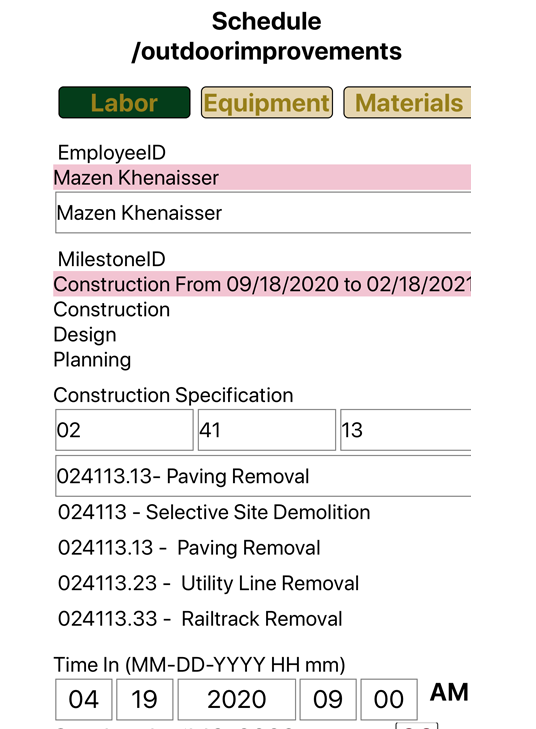 Schedule
/outdoorimprovements
Labor Equipment Materials
EmployeeID
Mazen Khenaisser
Mazen Khenaisser
MilestoneID
Construction From 09/18/2020 to 02/18/2021
Construction
Design
Planning
Construction Specification
02 41 13
024113.13- Paving Removal
024113 - Selective Site Demolition
024113.13 - Paving Removal
024113.23 - Utility Line Removal
024113.33 - Railtrack Removal
Time In (MM-DD-YYYY HH mm)
04 19 2020 09 00 AM